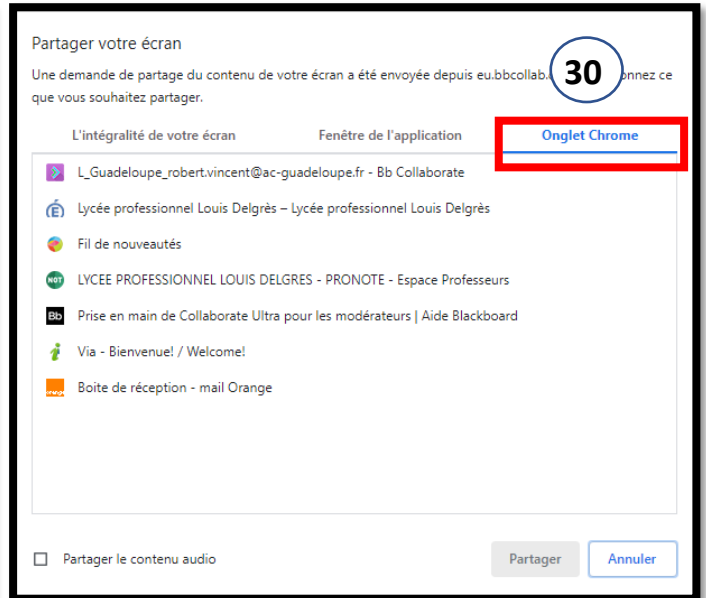 Partager votre écran
30
Une demande de partage du contenu de votre écran a été envoyée depuis eu.bbcollab. onnez ce
que vous souhaitez partager.
L'intégralité de votre écran Fenêtre de l'application Onglet Chrome
L_Guadeloupe_robert.vincent@ac-guadeloupe.fr - Bb Collaborate
É Lycée professionnel Louis Delgrès – Lycée professionnel Louis Delgrès
Fil de nouveautés
NOT LYCEE PROFESSIONNEL LOUIS DELGRES - PRONOTE - Espace Professeurs
Bb Prise en main de Collaborate Ultra pour les modérateurs | Aide Blackboard
Via - Bienvenue! / Welcome!
orange Boite de réception - mail Orange
Partager le contenu audio Partager Annuler